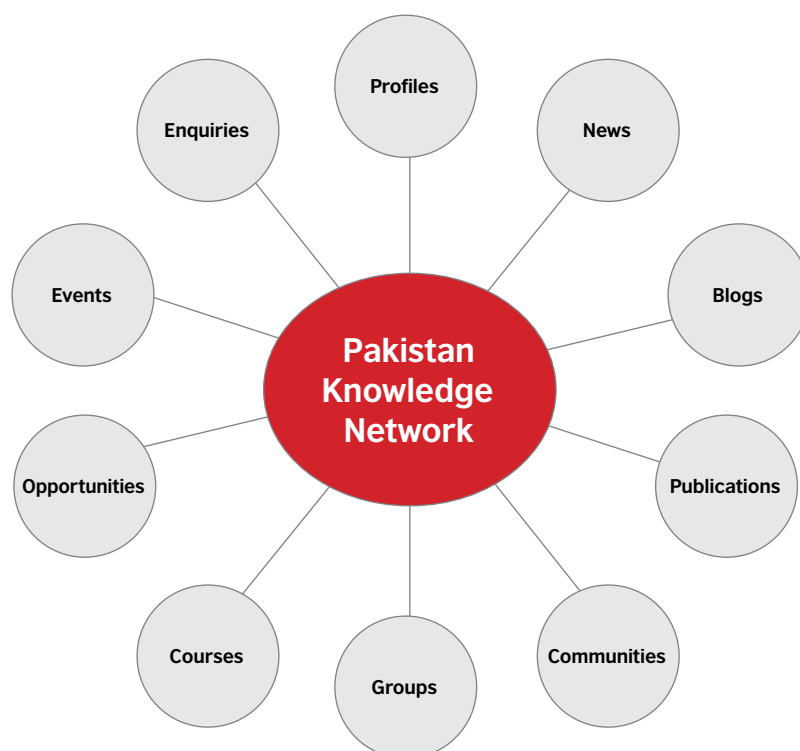 Profiles
Enquiries
News
Events
Blogs
Pakistan
Knowledge
Network
Opportunities
Publications
Courses
Communities
Groups